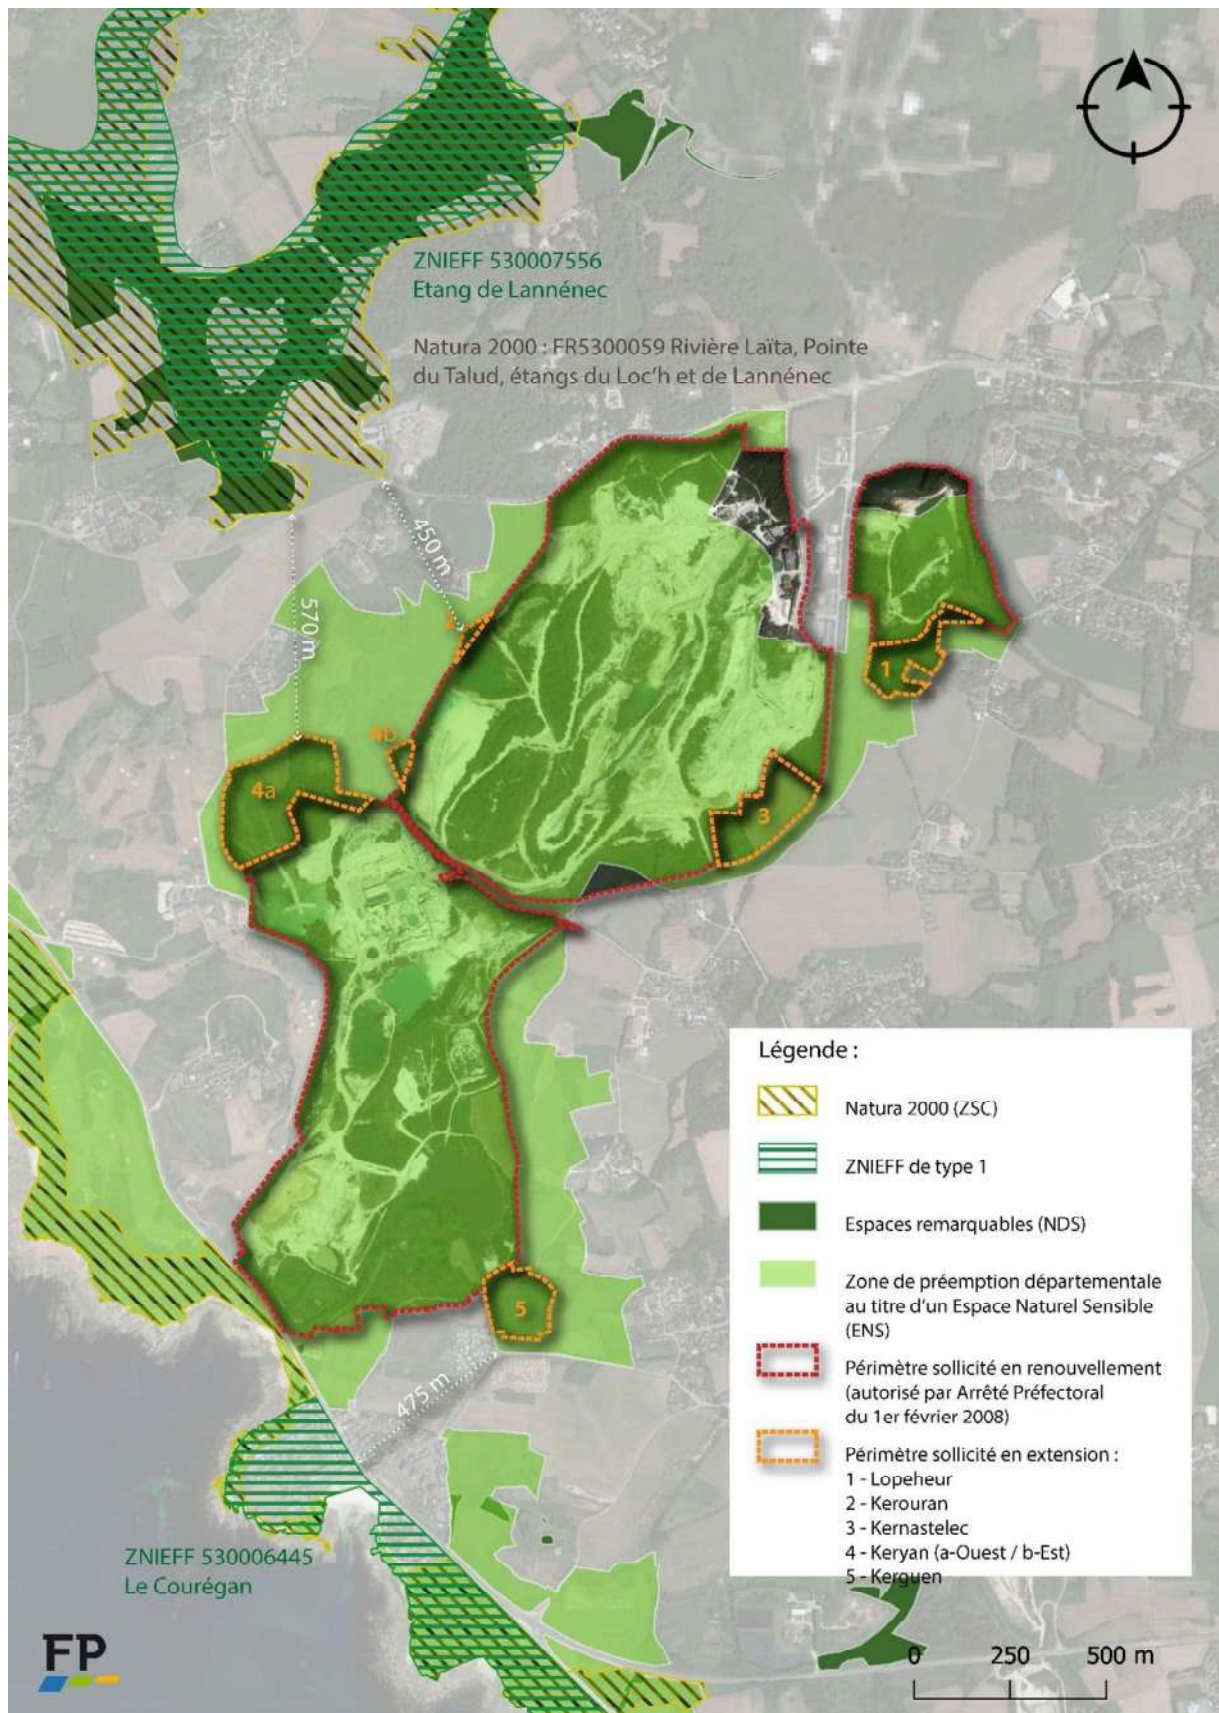 ZNIEFF 530007556
Etang de Lannénec
Natura 2000 : FR5300059 Rivière Laïta, Pointe
du Talud, étangs du Loc'h et de Lannénec
450 m
570 m
2
1
4b
4a
3
5
475 m
ZNIEFF 530006445
Le Courégan
Légende :
Natura 2000 (ZSC)
ZNIEFF de type 1
Espaces remarquables (NDS)
Zone de préemption départementale
au titre d'un Espace Naturel Sensible
(ENS)
Périmètre sollicité en renouvellement
(autorisé par Arrêté Préfectoral
du 1er février 2008)
Périmètre sollicité en extension :
1 - Lopeheur
2 - Kerouran
3 - Kernastelec
4 - Keryan (a-Ouest / b-Est)
5 - Kerguen
FP
0 250 500 m